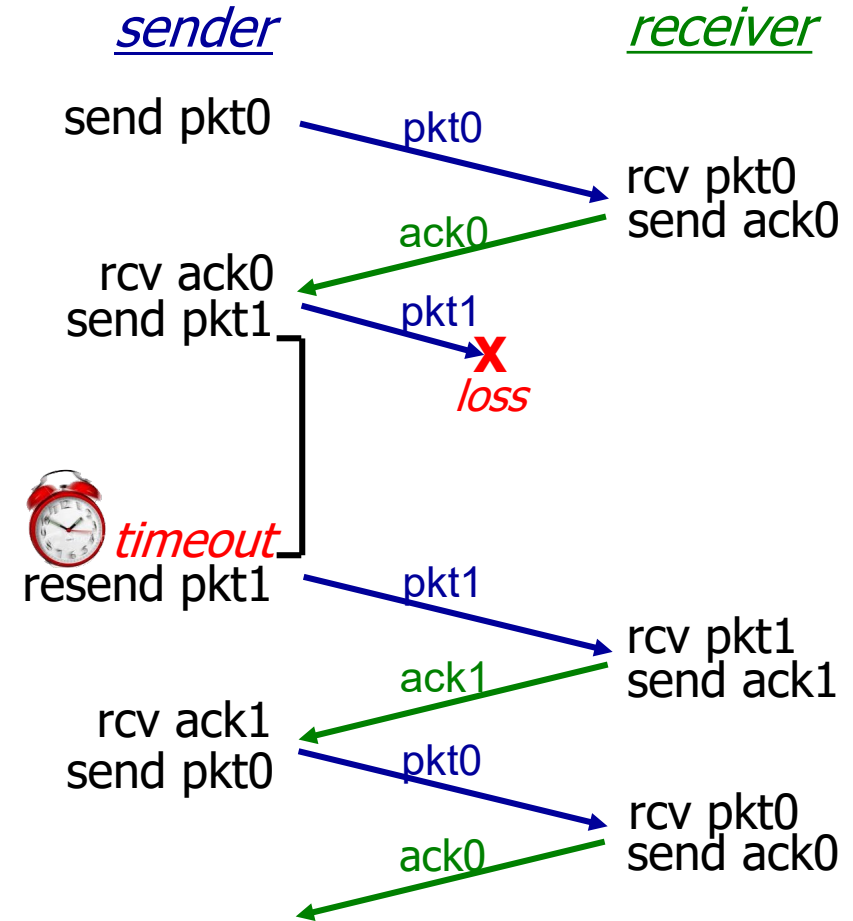 sender
receiver
send pkt0
pkt0
rcv pkt0
send ack0
ack0
rcv ack0
send pkt1
pkt1
X
loss
timeout
resend pkt1
pkt1
rcv pkt1
send ack1
ack1
rcv ack1
send pkt0
pkt0
rcv pkt0
send ack0
ack0